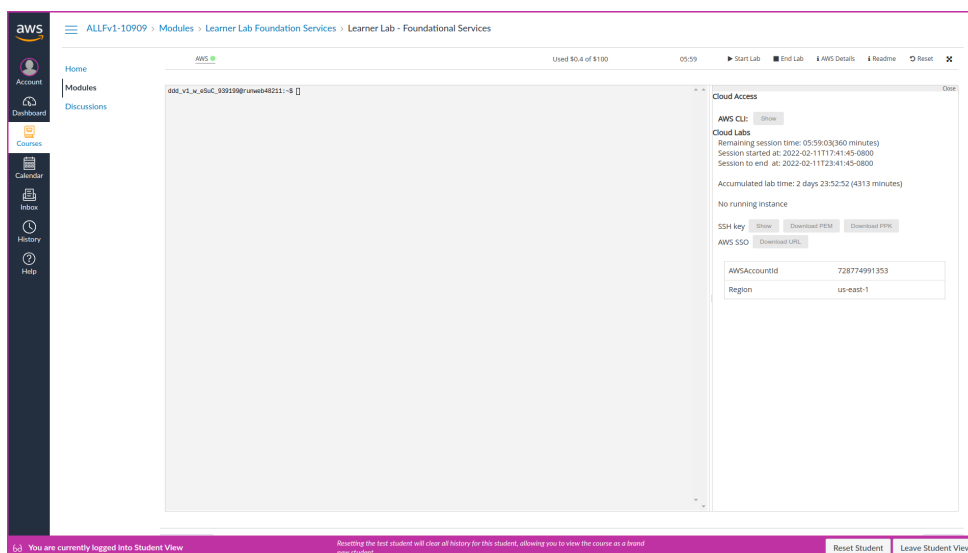 aws
ALLFv1-10909 > Modules > Learner Lab Foundation Services > Learner Lab - Foundational Services
Account
Dashboard
Courses
Calendar
Inbox
History
Help
Home
Modules
Discussions
AWS
Used $0.4 of $100
05:59
Start Lab
End Lab
AWS Details
Readme
Reset
ddd_v1_w_eSuC_939199@runweb48211:~$
Close
Cloud Access
AWS CLI: Show
Cloud Labs
Remaining session time: 05:59:03(360 minutes)
Session started at: 2022-02-11T17:41:45-0800
Session to end at: 2022-02-11T23:41:45-0800
Accumulated lab time: 2 days 23:52:52 (4313 minutes)
No running instance
SSH key Show Download PEM Download PPK
AWS SSO Download URL
AWSAccountId 728774991353
Region us-east-1
You are currently logged into Student View
Resetting the test student will clear all history for this student, allowing you to view the course as a brand
new student.
Reset Student
Leave Student View